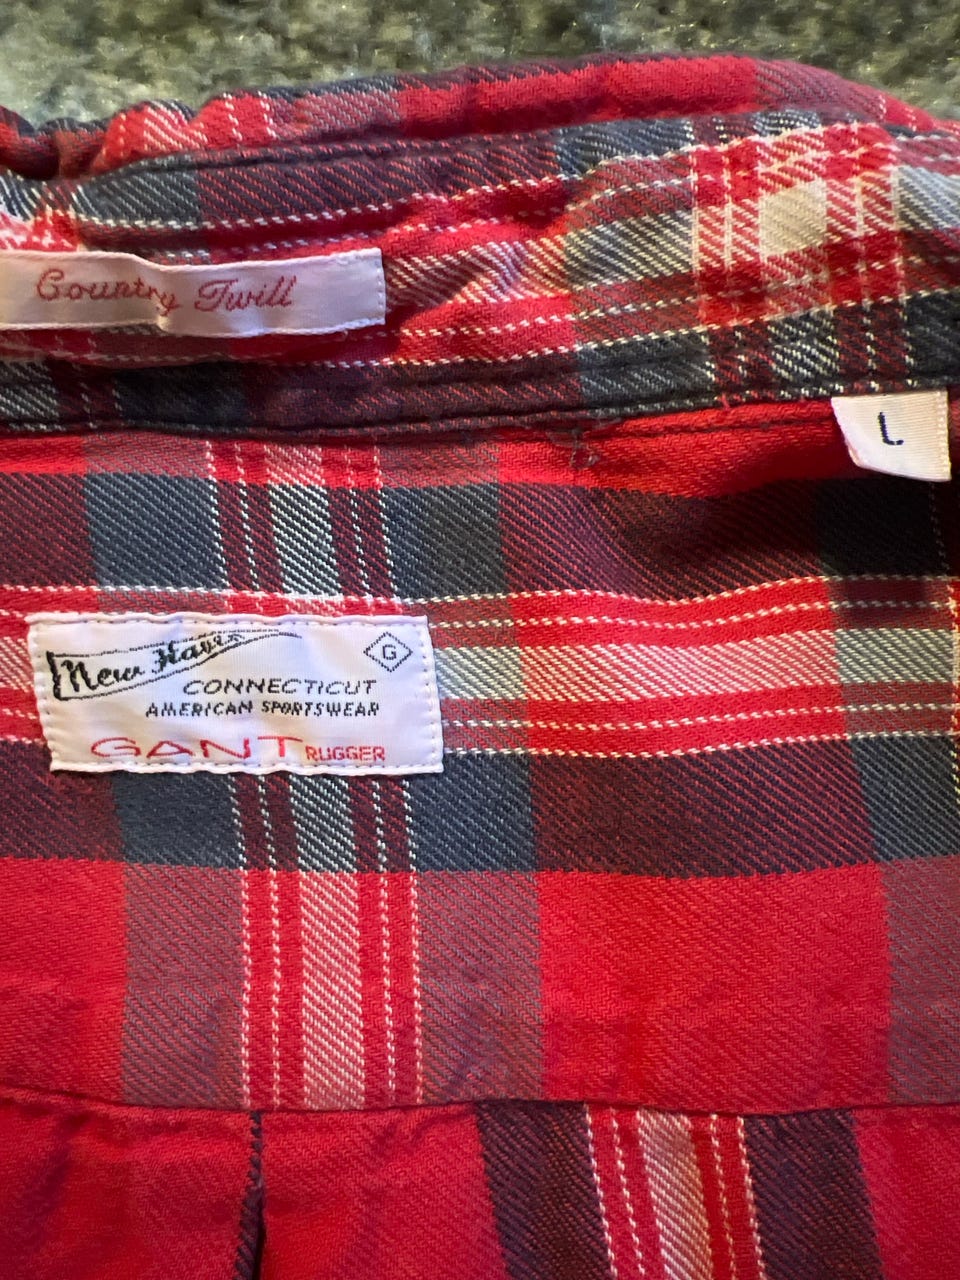 Country Twill
L
New Haven
G
CONNECTICUT
AMERICAN SPORTSWEAR
GANT RUGGER